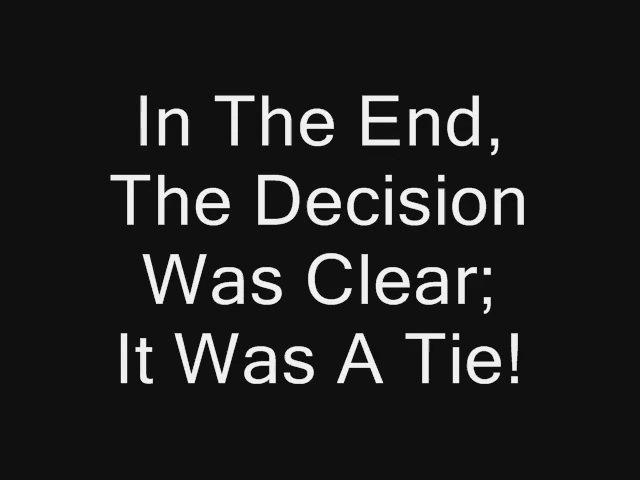 In The End,
The Decision
Was Clear;
It Was A Tie!